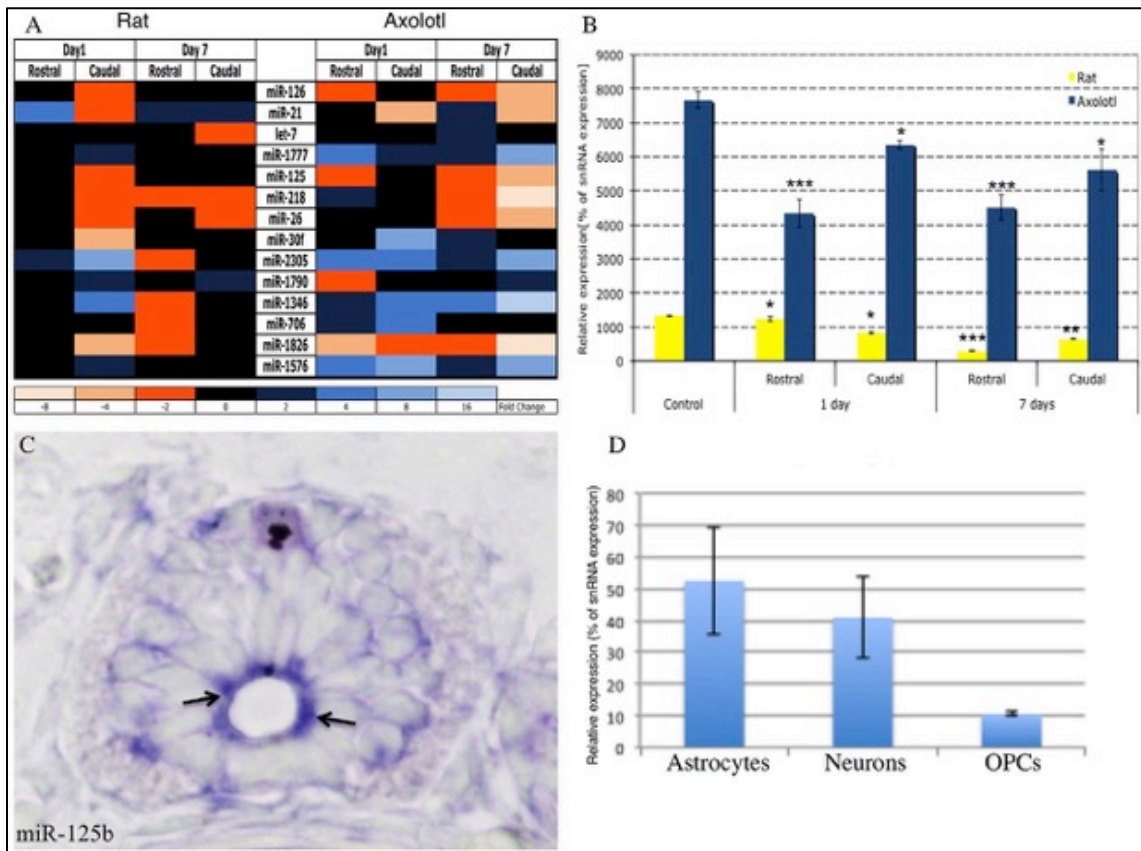 A
Rat
Axolotl
Day1
Day 7
Day1
Day 7
Rostral
Caudal
Rostral
Caudal
Rostral
Caudal
Rostral
Caudal
miR-126
miR-21
let-7
miR-1777
miR-125
miR-218
miR-26
miR-30f
miR-2305
miR-1790
miR-1346
miR-706
miR-1826
miR-1576
-8
-4
-2
0
2
4
8
16
Fold Change
B
Relative expression[% of snRNA expression]
9000
8000
7000
6000
5000
4000
3000
2000
1000
0
Rat
Axolotl
*
***
*
*
***
***
**
*
Control
Rostral
Caudal
Rostral
Caudal
1 day
7 days
C
miR-125b
D
Relative expression (% of snRNA expression)
80
70
60
50
40
30
20
10
0
Astrocytes
Neurons
OPCs